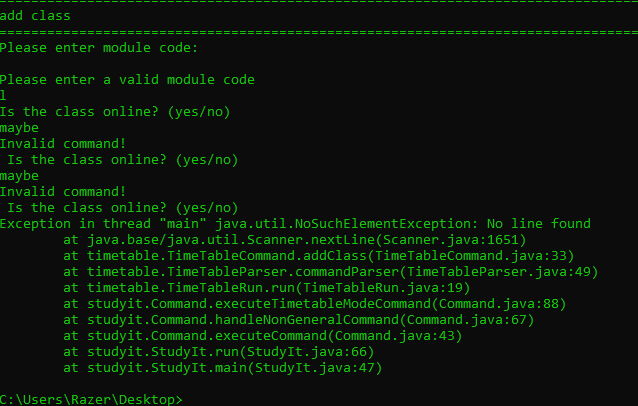 --------------------------------------------------------------------------------
add class
================================================================================
Please enter module code:

Please enter a valid module code
l
Is the class online? (yes/no)
maybe
Invalid command!
 Is the class online? (yes/no)
maybe
Invalid command!
 Is the class online? (yes/no)
Exception in thread "main" java.util.NoSuchElementException: No line found
        at java.base/java.util.Scanner.nextLine(Scanner.java:1651)
        at timetable.TimeTableCommand.addClass(TimeTableCommand.java:33)
        at timetable.TimeTableParser.commandParser(TimeTableParser.java:49)
        at timetable.TimeTableRun.run(TimeTableRun.java:19)
        at studyit.Command.executeTimetableModeCommand(Command.java:88)
        at studyit.Command.handleNonGeneralCommand(Command.java:67)
        at studyit.Command.executeCommand(Command.java:43)
        at studyit.StudyIt.run(StudyIt.java:66)
        at studyit.StudyIt.main(StudyIt.java:47)

C:\Users\Razer\Desktop>